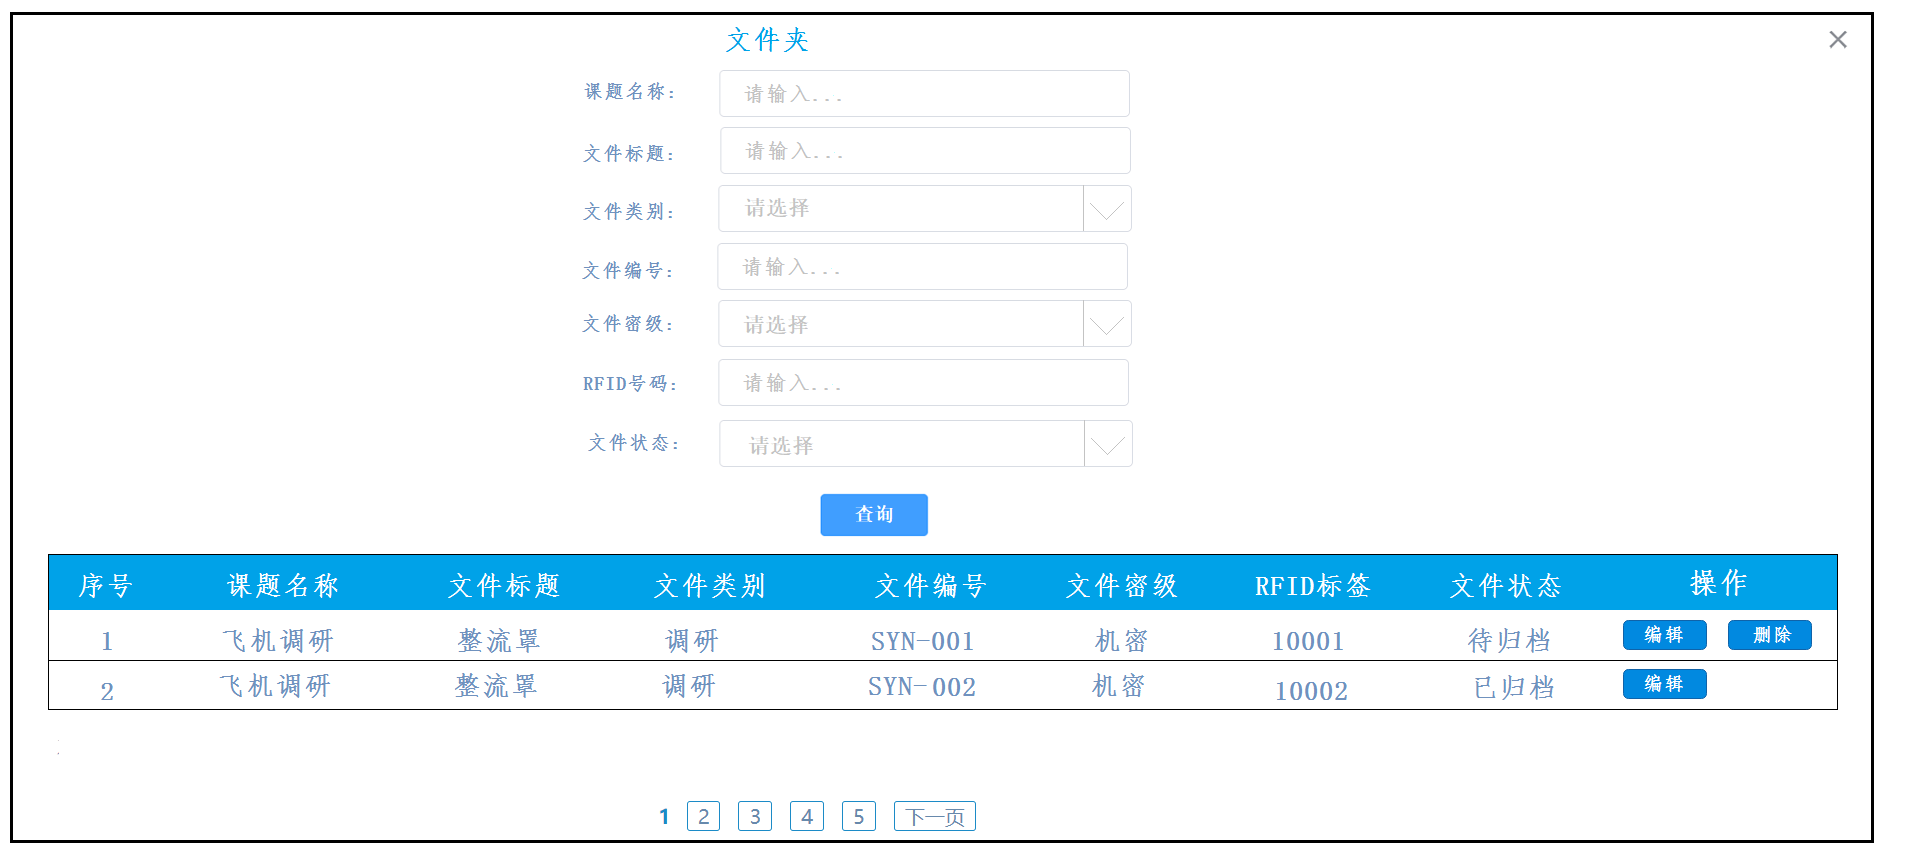 文件夹
课题名称： 请输入...
文件标题： 请输入...
文件类别： 请选择
文件编号： 请输入...
文件密级： 请选择
RFID号码： 请输入...
文件状态： 请选择
查询
序号 课题名称 文件标题 文件类别 文件编号 文件密级 RFID标签 文件状态 操作
1 飞机调研 整流罩 调研 SYN-001 机密 10001 待归档 编辑 删除
2 飞机调研 整流罩 调研 SYN-002 机密 10002 已归档 编辑
1 2 3 4 5 下一页